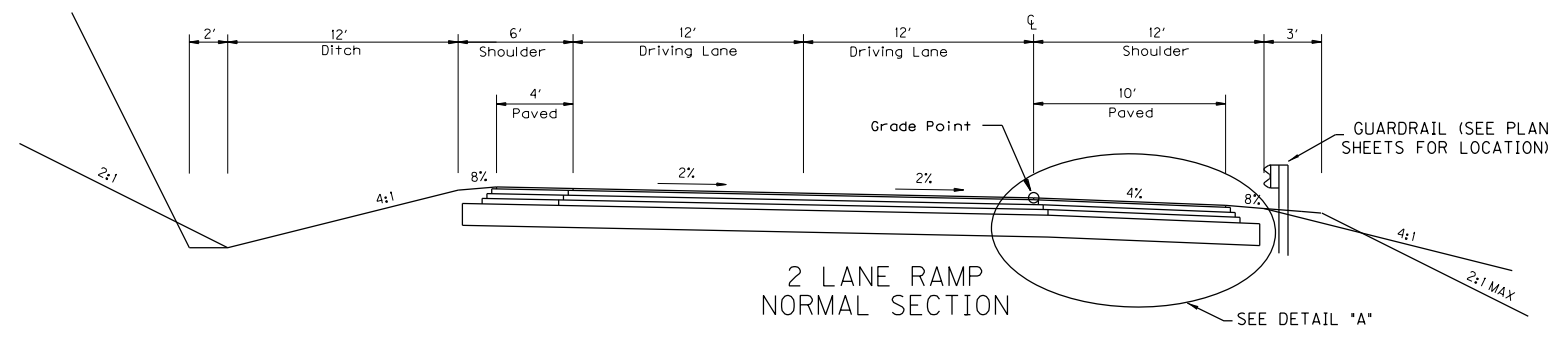 ℄
2' 12' 6' 12' 12' 12' 3'
Ditch Shoulder Driving Lane Driving Lane Shoulder
4' 10'
Paved Paved
Grade Point
GUARDRAIL (SEE PLAN
SHEETS FOR LOCATION)
2:1 4:1 8% 2% 2% 4% 8% 4:1
2:1 MAX
2 LANE RAMP
NORMAL SECTION
SEE DETAIL "A"